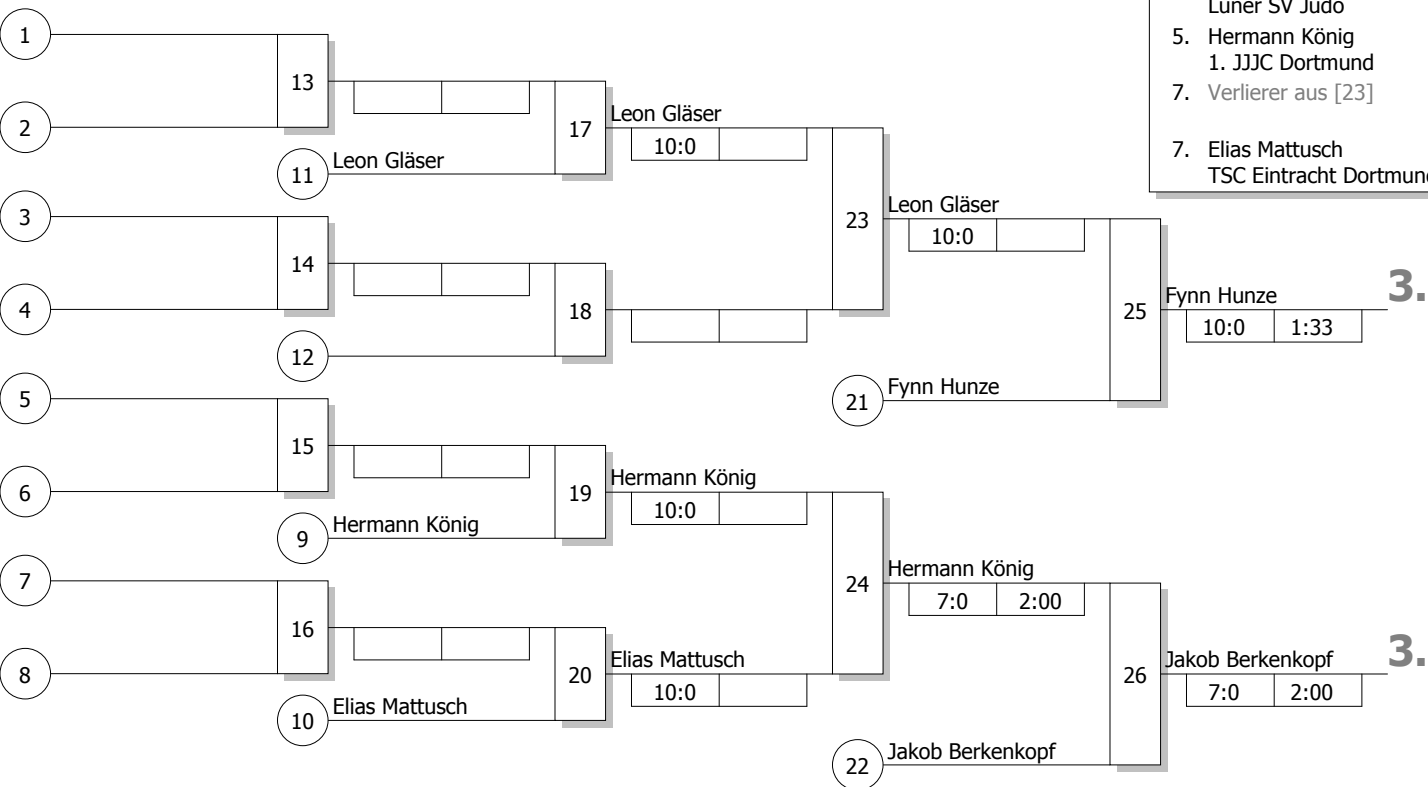 Lüner SV Judo
5. Hermann König
1. JJJC Dortmund
7. Verlierer aus [23]
7. Elias Mattusch
TSC Eintracht Dortmund
1
13
2
17
Leon Gläser
10:0
11
Leon Gläser
3
23
Leon Gläser
10:0
14
4
18
25
Fynn Hunze
3.
10:0 1:33
12
5
21
Fynn Hunze
15
6
19
Hermann König
10:0
9
Hermann König
7
24
Hermann König
7:0 2:00
16
8
20
Elias Mattusch
10:0
26
Jakob Berkenkopf
3.
7:0 2:00
10
Elias Mattusch
22
Jakob Berkenkopf